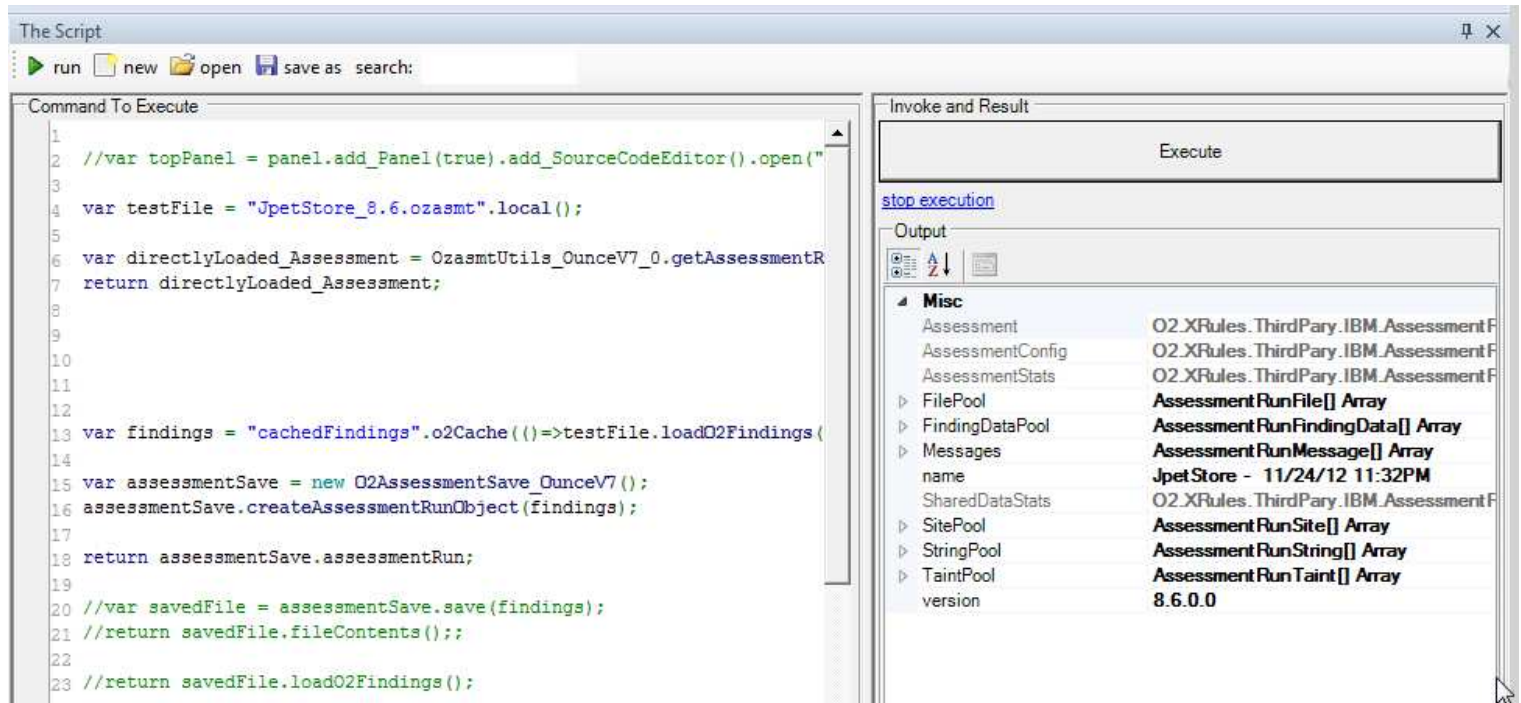 The Script
run new open save as search:
Command To Execute
1
2 //var topPanel = panel.add_Panel(true).add_SourceCodeEditor().open("
3
4 var testFile = "JpetStore_8.6.ozasmt".local();
5
6 var directlyLoaded_Assessment = OzasmtUtils_OunceV7_0.getAssessmentR
7 return directlyLoaded_Assessment;
8
9
10
11
12
13 var findings = "cachedFindings".o2Cache(()=>testFile.loadO2Findings(
14
15 var assessmentSave = new O2AssessmentSave_OunceV7();
16 assessmentSave.createAssessmentRunObject(findings);
17
18 return assessmentSave.assessmentRun;
19
20 //var savedFile = assessmentSave.save(findings);
21 //return savedFile.fileContents();;
22
23 //return savedFile.loadO2Findings();
Invoke and Result
Execute
stop execution
Output
Misc
Assessment O2.XRules.ThirdPary.IBM.AssessmentF
AssessmentConfig O2.XRules.ThirdPary.IBM.AssessmentF
AssessmentStats O2.XRules.ThirdPary.IBM.AssessmentF
FilePool AssessmentRunFile[] Array
FindingDataPool AssessmentRunFindingData[] Array
Messages AssessmentRunMessage[] Array
name JpetStore - 11/24/12 11:32PM
SharedDataStats O2.XRules.ThirdPary.IBM.AssessmentF
SitePool AssessmentRunSite[] Array
StringPool AssessmentRunString[] Array
TaintPool AssessmentRunTaint[] Array
version 8.6.0.0